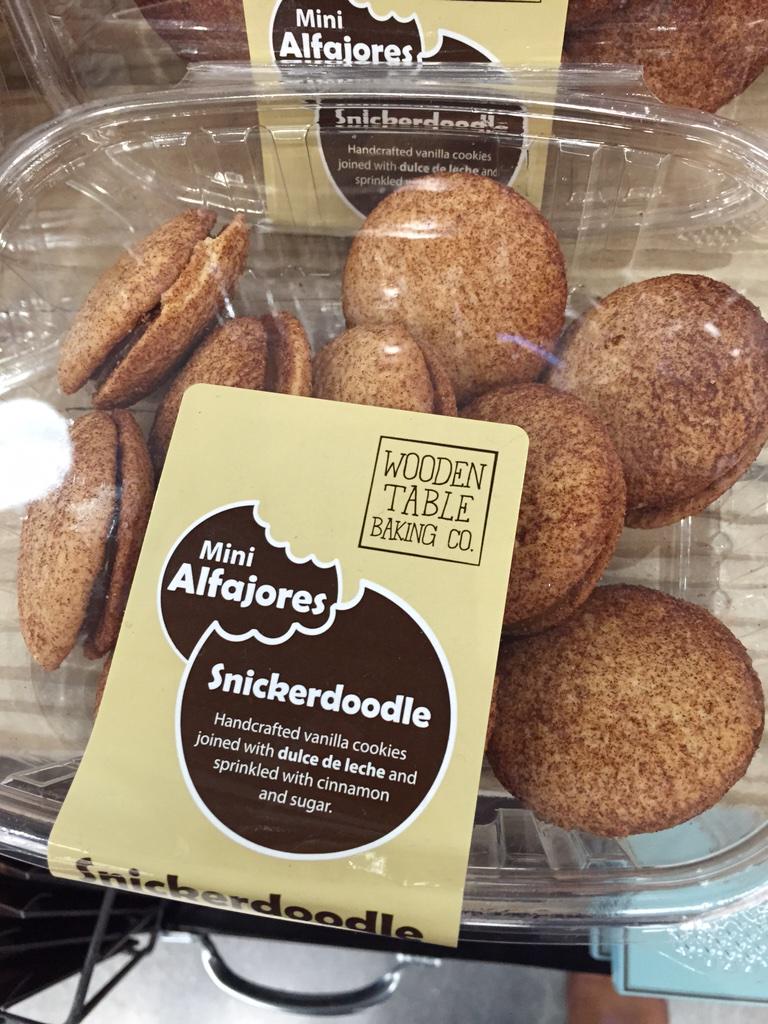 Mini
Alfajores
Snickerdoodle
Handcrafted vanilla cookies
joined with dulce de leche and
sprinkled
WOODEN
TABLE
BAKING CO.
Mini
Alfajores
Snickerdoodle
Handcrafted vanilla cookies
joined with dulce de leche and
sprinkled with cinnamon
and sugar.
Snickerdoodle